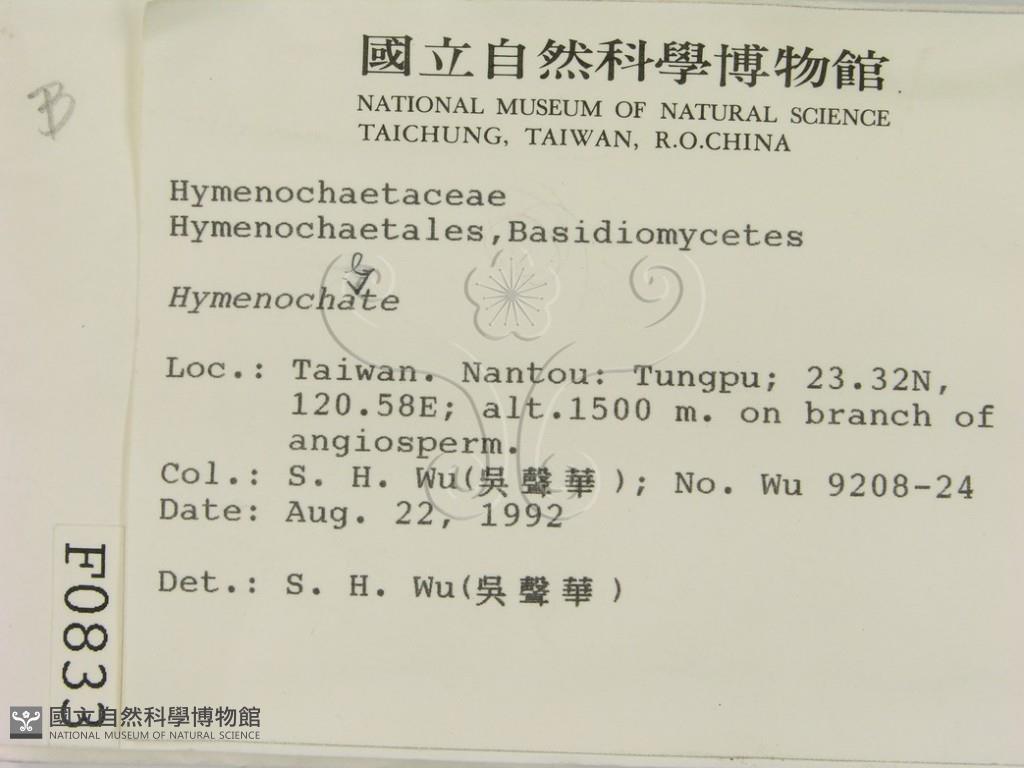 國立自然科學博物館
NATIONAL MUSEUM OF NATURAL SCIENCE
TAICHUNG, TAIWAN, R.O.CHINA
B
Hymenochaetaceae
Hymenochaetales,Basidiomycetes
e
Hymenochate
Loc.: Taiwan. Nantou: Tungpu; 23.32N,
120.58E; alt.1500 m. on branch of
angiosperm.
Col.: S. H. Wu(吳聲華); No. Wu 9208-24
Date: Aug. 22, 1992
Det.: S. H. Wu(吳聲華)
F0833
國立自然科學博物館
NATIONAL MUSEUM OF NATURAL SCIENCE